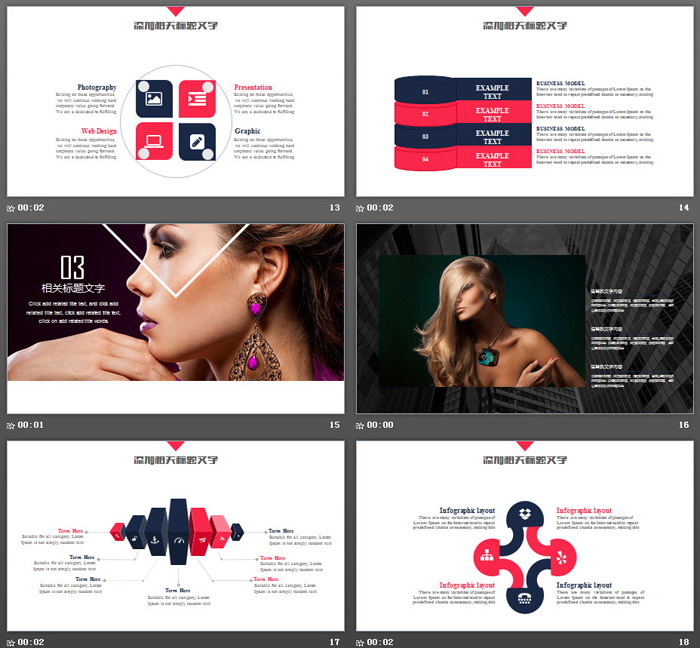 添加相关标题文字
Photography
Existing on these opportunities,
we will continue working hard
corporate value going forward.
We are a dedicated to fulfilling
Presentation
Existing on these opportunities,
we will continue working hard
corporate value going forward.
We are a dedicated to fulfilling
Web Design
Existing on these opportunities,
we will continue working hard
corporate value going forward.
We are a dedicated to fulfilling
Graphic
Existing on these opportunities,
we will continue working hard
corporate value going forward.
We are a dedicated to fulfilling
00:02
13
添加相关标题文字
01
EXAMPLE
TEXT
BUSINESS MODEL
There are many variations of passages of Lorem Ipsum on the
Internet tend to repeat predefined chunks as necessary, making
02
EXAMPLE
TEXT
BUSINESS MODEL
There are many variations of passages of Lorem Ipsum on the
Internet tend to repeat predefined chunks as necessary, making
03
EXAMPLE
TEXT
BUSINESS MODEL
There are many variations of passages of Lorem Ipsum on the
Internet tend to repeat predefined chunks as necessary, making
04
EXAMPLE
TEXT
BUSINESS MODEL
There are many variations of passages of Lorem Ipsum on the
Internet tend to repeat predefined chunks as necessary, making
00:02
14
03
相关标题文字
Click add related title text, and click add
related title text, click add related title text,
click on add related title words.
00:01
15
00:00
16
添加相关标题文字
Term Here
Suitable for all category, Lorem
Ipsum is not simply random text
Term Here
Suitable for all category, Lorem
Ipsum is not simply random text
Term Here
Suitable for all category, Lorem
Ipsum is not simply random text
Term Here
Suitable for all category, Lorem
Ipsum is not simply random text
Term Here
Suitable for all category, Lorem
Ipsum is not simply random text
Term Here
Suitable for all category, Lorem
Ipsum is not simply random text
Term Here
Suitable for all category, Lorem
Ipsum is not simply random text
00:02
17
添加相关标题文字
Infographic layout
There are many variations of passages of
Lorem Ipsum on the Internet tend to repeat
predefined chunks as necessary, making this
Infographic layout
There are many variations of passages of
Lorem Ipsum on the Internet tend to repeat
predefined chunks as necessary, making this
Infographic layout
There are many variations of passages of
Lorem Ipsum on the Internet tend to repeat
predefined chunks as necessary, making this
Infographic layout
There are many variations of passages of
Lorem Ipsum on the Internet tend to repeat
predefined chunks as necessary, making this
00:02
18